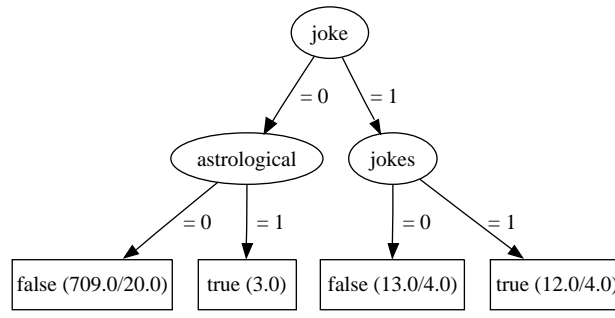 joke
= 0
= 1
astrological
jokes
= 0
= 1
= 0
= 1
false (709.0/20.0)
true (3.0)
false (13.0/4.0)
true (12.0/4.0)